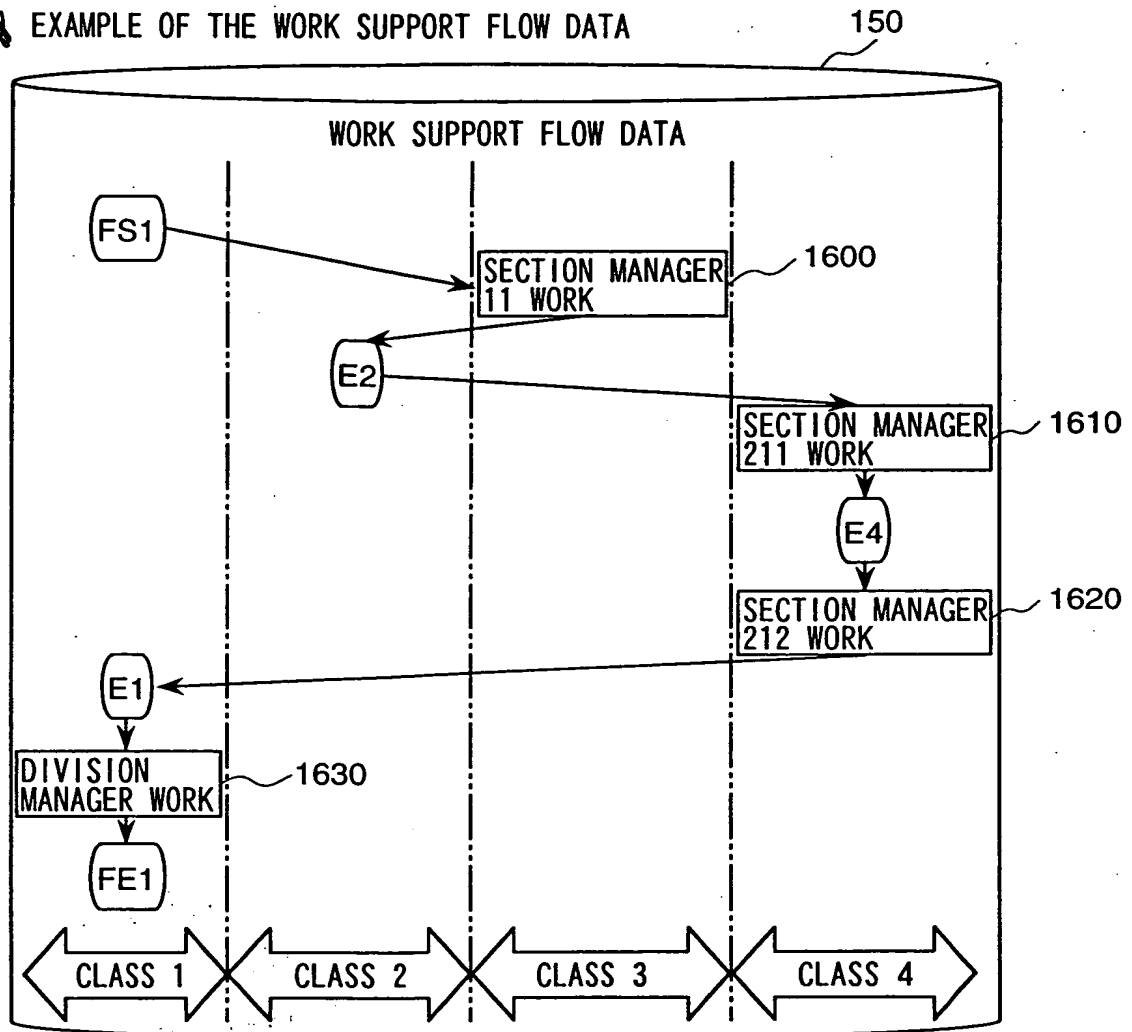 EXAMPLE OF THE WORK SUPPORT FLOW DATA
150
WORK SUPPORT FLOW DATA
FS1
SECTION MANAGER
11 WORK
1600
E2
SECTION MANAGER
211 WORK
1610
E4
SECTION MANAGER
212 WORK
1620
E1
DIVISION
MANAGER WORK
1630
FE1
CLASS 1
CLASS 2
CLASS 3
CLASS 4